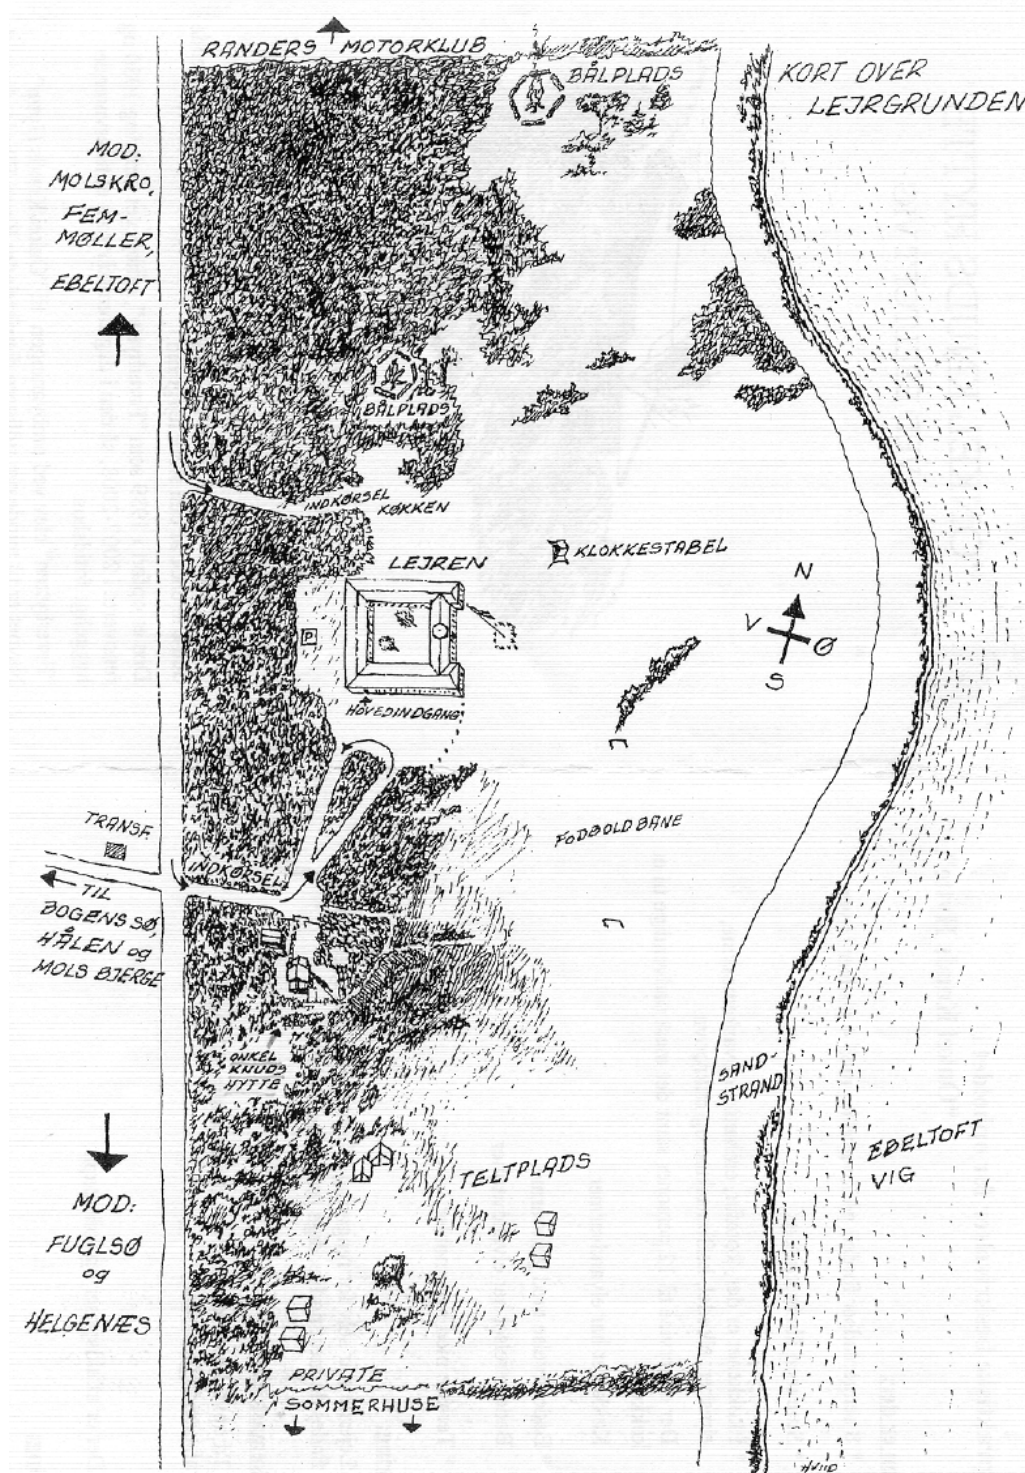 RANDERS MOTORKLUB
BÅLPLADS
KORT OVER
LEJRGRUNDEN
MOD:
MOLSKRO,
FEM-
MØLLER,
EBELTOFT
BÅLPLADS
INDKØRSEL
KØKKEN
LEJREN
KLOKKESTABEL
P
N
V
Ø
S
HOVEDINDGANG
FODBOLDBANE
TRANSF.
INDKØRSEL
TIL
BOGENS SØ,
HÅLEN og
MOLS BJERGE
ONKEL
KNUDS
HYTTE
SAND-
STRAND
EBELTOFT
VIG
TELTPLADS
MOD:
FUGLSØ
og
HELGENÆS
PRIVATE
SOMMERHUSE
HVIID